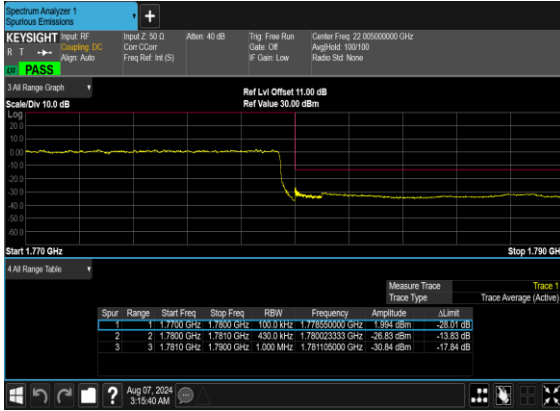 Spectrum Analyzer 1
Spurious Emissions
+
KEYSIGHT Input: RF Input Z: 50 Ω Atten: 40 dB Trig: Free Run Center Freq: 22.005000000 GHz
R T Coupling: DC Corr CCorr Gate: Off Avg|Hold: 100/100
Align: Auto Freq Ref: Int (S) IF Gain: Low Radio Std: None
PASS
3 All Range Graph
Ref Lvl Offset 11.00 dB
Scale/Div 10.0 dB Ref Value 30.00 dBm
Log
20.0
10.0
0.00
-10.0
-20.0
-30.0
-40.0
-50.0
-60.0
Start 1.770 GHz Stop 1.790 GH
4 All Range Table
Measure Trace Trace 1
Trace Type Trace Average (Active)
Spur Range Start Freq Stop Freq RBW Frequency Amplitude ΔLimit
1 1 1.7700 GHz 1.7800 GHz 100.0 kHz 1.778550000 GHz 1.994 dBm -28.01 dB
2 2 1.7800 GHz 1.7810 GHz 430.0 kHz 1.780023333 GHz -26.83 dBm -13.83 dB
3 3 1.7810 GHz 1.7900 GHz 1.000 MHz 1.781105000 GHz -30.84 dBm -17.84 dB
? Aug 07, 2024
3:15:40 AM